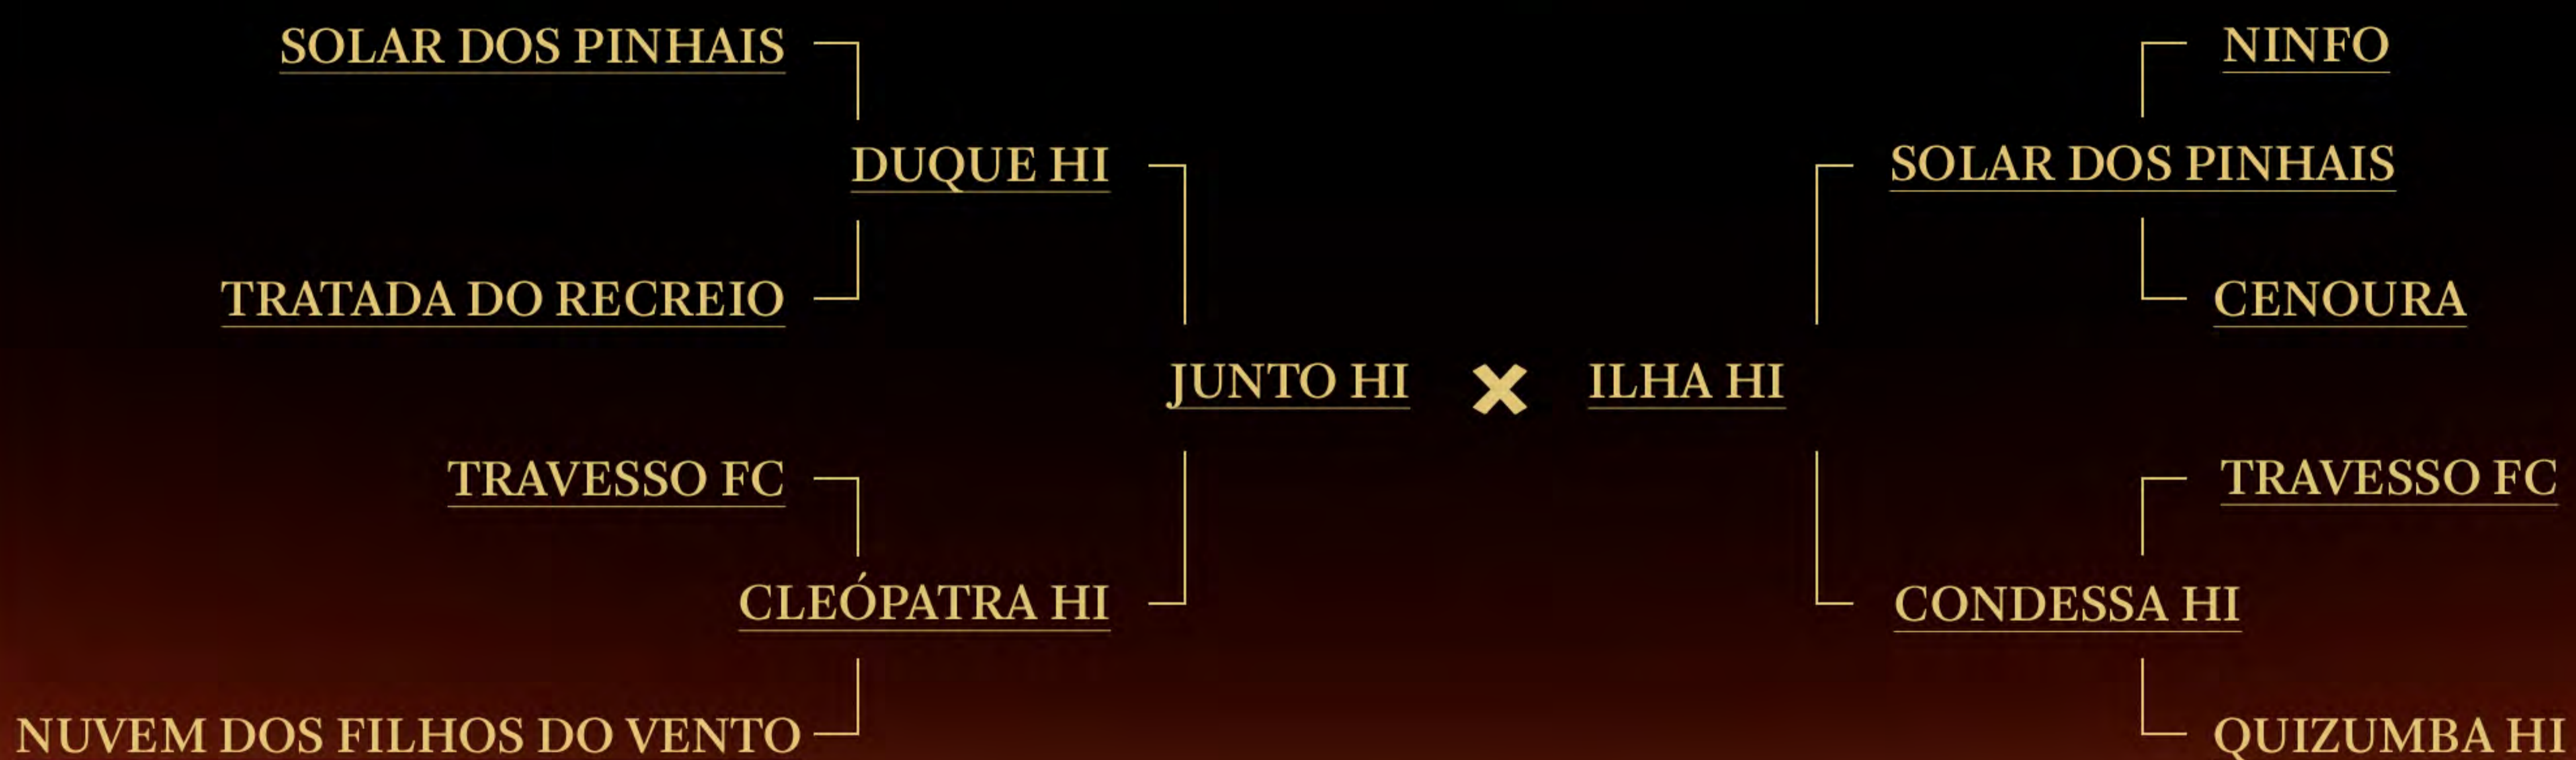 SOLAR DOS PINHAIS
NINFO
DUQUE HI
SOLAR DOS PINHAIS
TRATADA DO RECREIO
CENOURA
JUNTO HI × ILHA HI
TRAVESSO FC
TRAVESSO FC
CLEÓPATRA HI
CONDESSA HI
NUVEM DOS FILHOS DO VENTO
QUIZUMBA HI